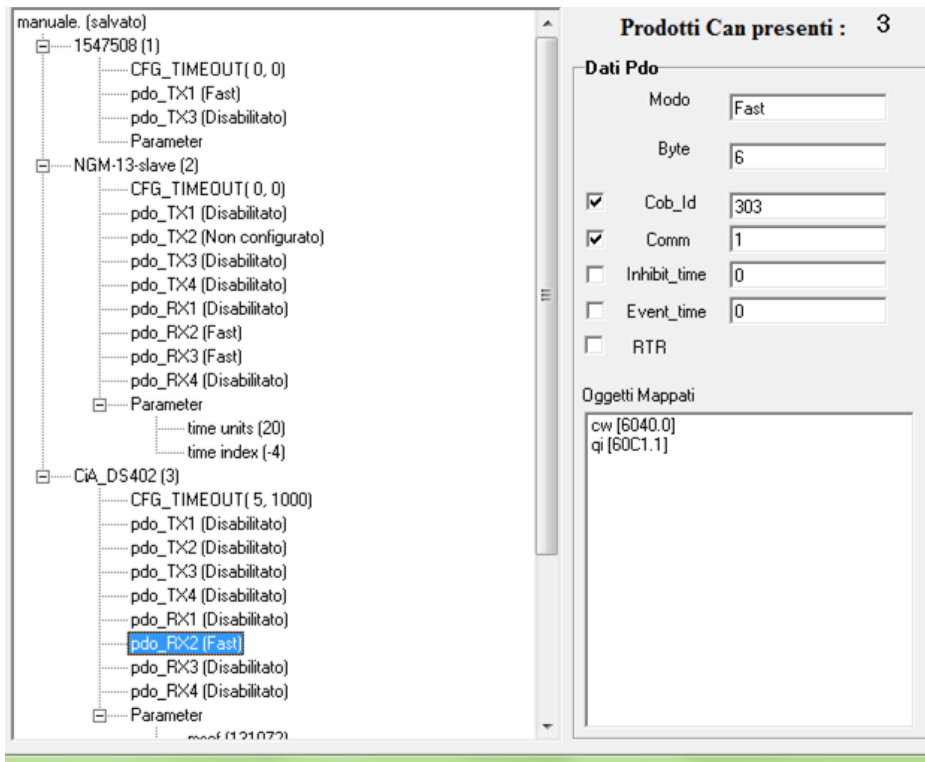 manuale. (salvato)
1547508 (1)
CFG_TIMEOUT( 0, 0)
pdo_TX1 (Fast)
pdo_TX3 (Disabilitato)
Parameter
NGM-13-slave (2)
CFG_TIMEOUT( 0, 0)
pdo_TX1 (Disabilitato)
pdo_TX2 (Non configurato)
pdo_TX3 (Disabilitato)
pdo_TX4 (Disabilitato)
pdo_RX1 (Disabilitato)
pdo_RX2 (Fast)
pdo_RX3 (Fast)
pdo_RX4 (Disabilitato)
Parameter
time units (20)
time index (-4)
CiA_DS402 (3)
CFG_TIMEOUT( 5, 1000)
pdo_TX1 (Disabilitato)
pdo_TX2 (Disabilitato)
pdo_TX3 (Disabilitato)
pdo_TX4 (Disabilitato)
pdo_RX1 (Disabilitato)
pdo_RX2 (Fast)
pdo_RX3 (Disabilitato)
pdo_RX4 (Disabilitato)
Parameter
Prodotti Can presenti : 3
Dati Pdo
Modo Fast
Byte 6
Cob_Id 303
Comm 1
Inhibit_time 0
Event_time 0
RTR
Oggetti Mappati
cw [6040.0]
qi [60C1.1]